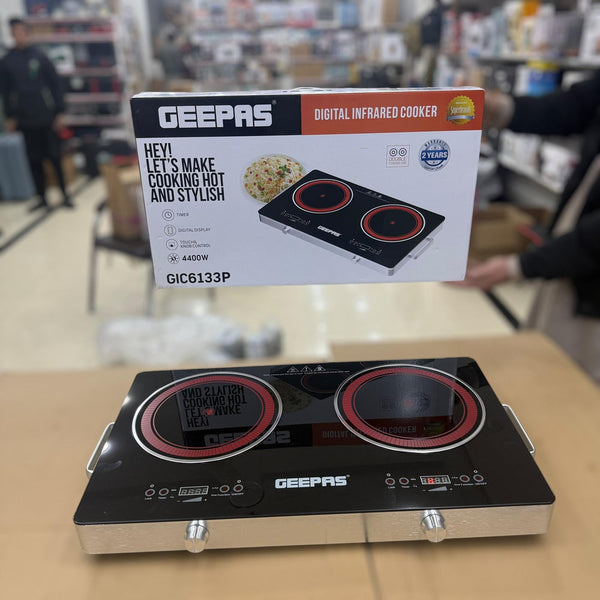 GEEPAS
DIGITAL INFRARED COOKER
HEY!
LET'S MAKE
COOKING HOT
AND STYLISH
TIMER
DIGITAL DISPLAY
TOUCH &
KNOB CONTROL
4400W
GIC6133P
DOUBLE
2 YEARS
GEEPAS
GEEPAS